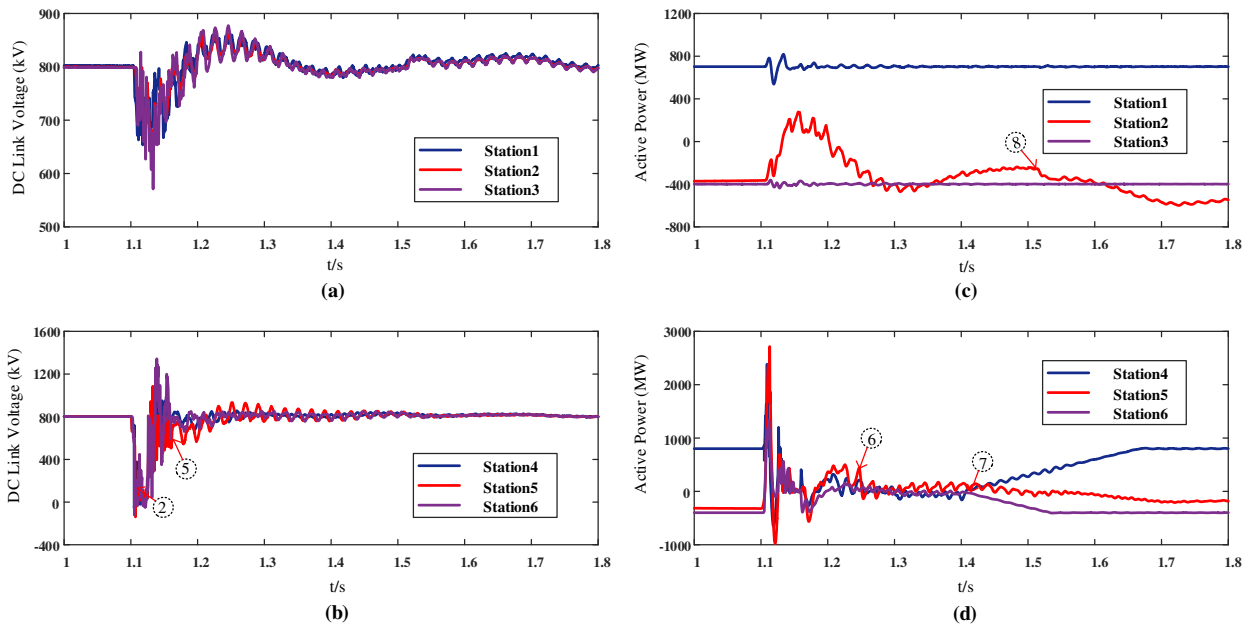 900
800
700
600
500
DC Link Voltage (kV)
Station1
Station2
Station3
1 1.1 1.2 1.3 1.4 1.5 1.6 1.7 1.8
t/s
(a)
1200
800
400
0
-400
-800
Active Power (MW)
Station1
Station2
Station3
8
1 1.1 1.2 1.3 1.4 1.5 1.6 1.7 1.8
t/s
(c)
1600
1200
800
400
0
-400
DC Link Voltage (kV)
5
2
Station4
Station5
Station6
1 1.1 1.2 1.3 1.4 1.5 1.6 1.7 1.8
t/s
(b)
3000
2000
1000
0
-1000
Active Power (MW)
Station4
Station5
Station6
6
7
1 1.1 1.2 1.3 1.4 1.5 1.6 1.7 1.8
t/s
(d)